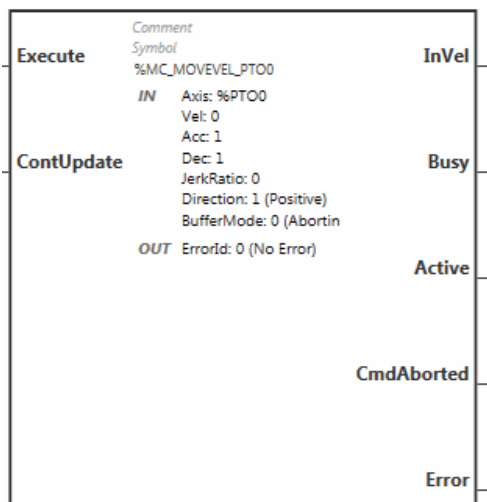 Comment
Symbol
Execute
InVel
%MC_MOVEVEL_PTO0
IN Axis: %PTO0
Vel: 0
Acc: 1
ContUpdate
Dec: 1
Busy
JerkRatio: 0
Direction: 1 (Positive)
BufferMode: 0 (Abortin
OUT ErrorId: 0 (No Error)
Active
CmdAborted
Error